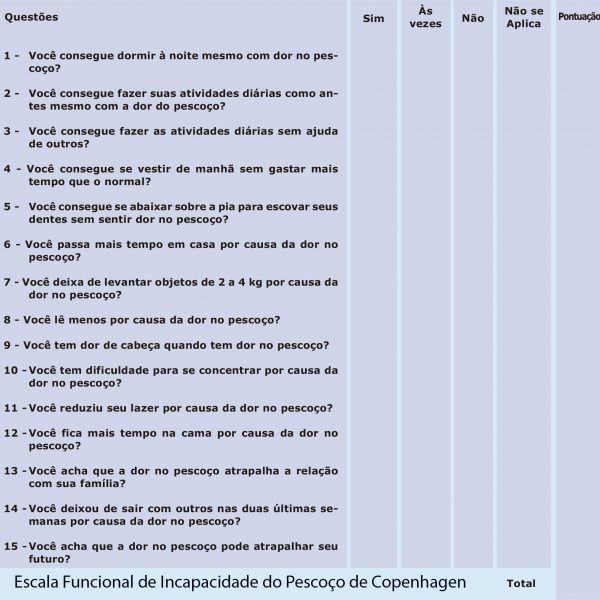 Questões Sim Às vezes Não Não se Aplica Pontuação
1 - Você consegue dormir à noite mesmo com dor no pes-
coço?
2 - Você consegue fazer suas atividades diárias como an-
tes mesmo com a dor do pescoço?
3 - Você consegue fazer as atividades diárias sem ajuda
de outros?
4 - Você consegue se vestir de manhã sem gastar mais
tempo que o normal?
5 - Você consegue se abaixar sobre a pia para escovar seus
dentes sem sentir dor no pescoço?
6 - Você passa mais tempo em casa por causa da dor no
pescoço?
7 - Você deixa de levantar objetos de 2 a 4 kg por causa da
dor no pescoço?
8 - Você lê menos por causa da dor no pescoço?
9 - Você tem dor de cabeça quando tem dor no pescoço?
10 - Você tem dificuldade para se concentrar por causa da
dor no pescoço?
11 - Você reduziu seu lazer por causa da dor no pescoço?
12 - Você fica mais tempo na cama por causa da dor no
pescoço?
13 - Você acha que a dor no pescoço atrapalha a relação
com sua família?
14 - Você deixou de sair com outros nas duas últimas se-
manas por causa da dor no pescoço?
15 - Você acha que a dor no pescoço pode atrapalhar seu
futuro?
Escala Funcional de Incapacidade do Pescoço de Copenhagen Total